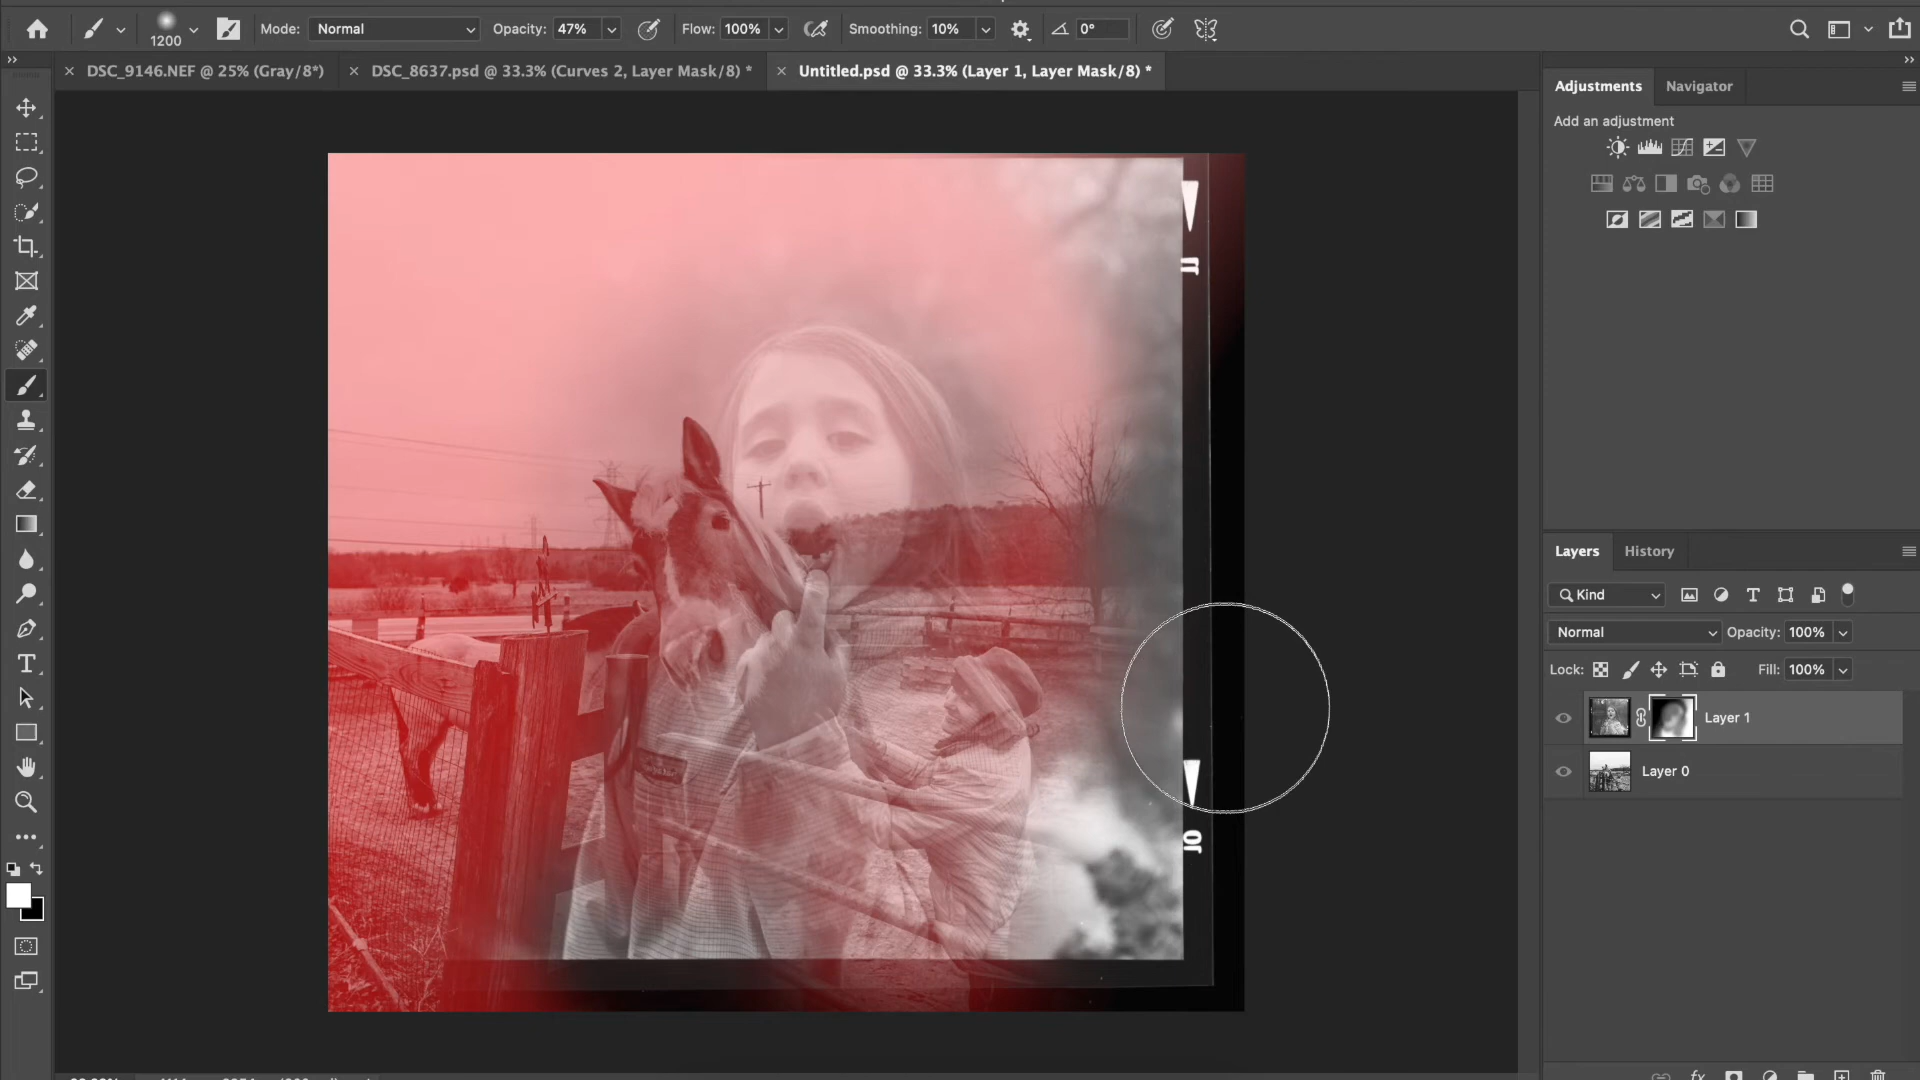 1200
Mode: Normal
Opacity: 47%
Flow: 100%
Smoothing: 10%
0°
DSC_9146.NEF @ 25% (Gray/8*)
DSC_8637.psd @ 33.3% (Curves 2, Layer Mask/8) *
Untitled.psd @ 33.3% (Layer 1, Layer Mask/8) *
Adjustments
Navigator
Add an adjustment
Layers
History
Kind
Normal
Opacity: 100%
Lock:
Fill: 100%
Layer 1
Layer 0